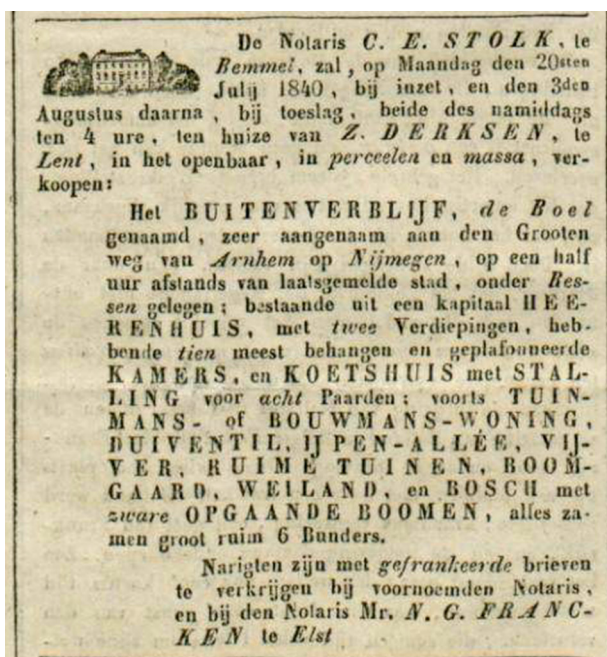 De Notaris C. E. STOLK, te
Bemmel, zal, op Maandag den 20sten
Julij 1840, bij inzet, en den 3den
Augustus daarna, bij toeslag, beide des namiddags
ten 4 ure, ten huize van Z. DERKSEN, te
Lent, in het openbaar, in perceelen en massa, ver-
koopen:
Het BUITENVERBLIJF, de Boel
genaamd, zeer aangenaam aan den Grooten
weg van Arnhem op Nijmegen, op een half
uur afstands van laatsgemelde stad, onder Res-
sen gelegen; bestaande uit een kapitaal HEE-
RENHUIS, met twee Verdiepingen, heb-
bende tien meest behangen en geplafonneerde
KAMERS, en KOETSHUIS met STAL-
LING voor acht Paarden; voorts TUIN-
MANS- of BOUWMANS-WONING,
DUIVENTIL, IJPEN-ALLÉE, VIJ-
VER, RUIME TUINEN, BOOM-
GAARD, WEILAND, en BOSCH met
zware OPGAANDE BOOMEN, alles za-
men groot ruim 6 Bunders.
Narigten zijn met gefrankeerde brieven
te verkrijgen bij voornoemden Notaris,
en bij den Notaris Mr. N. G. FRANC-
KEN te Elst